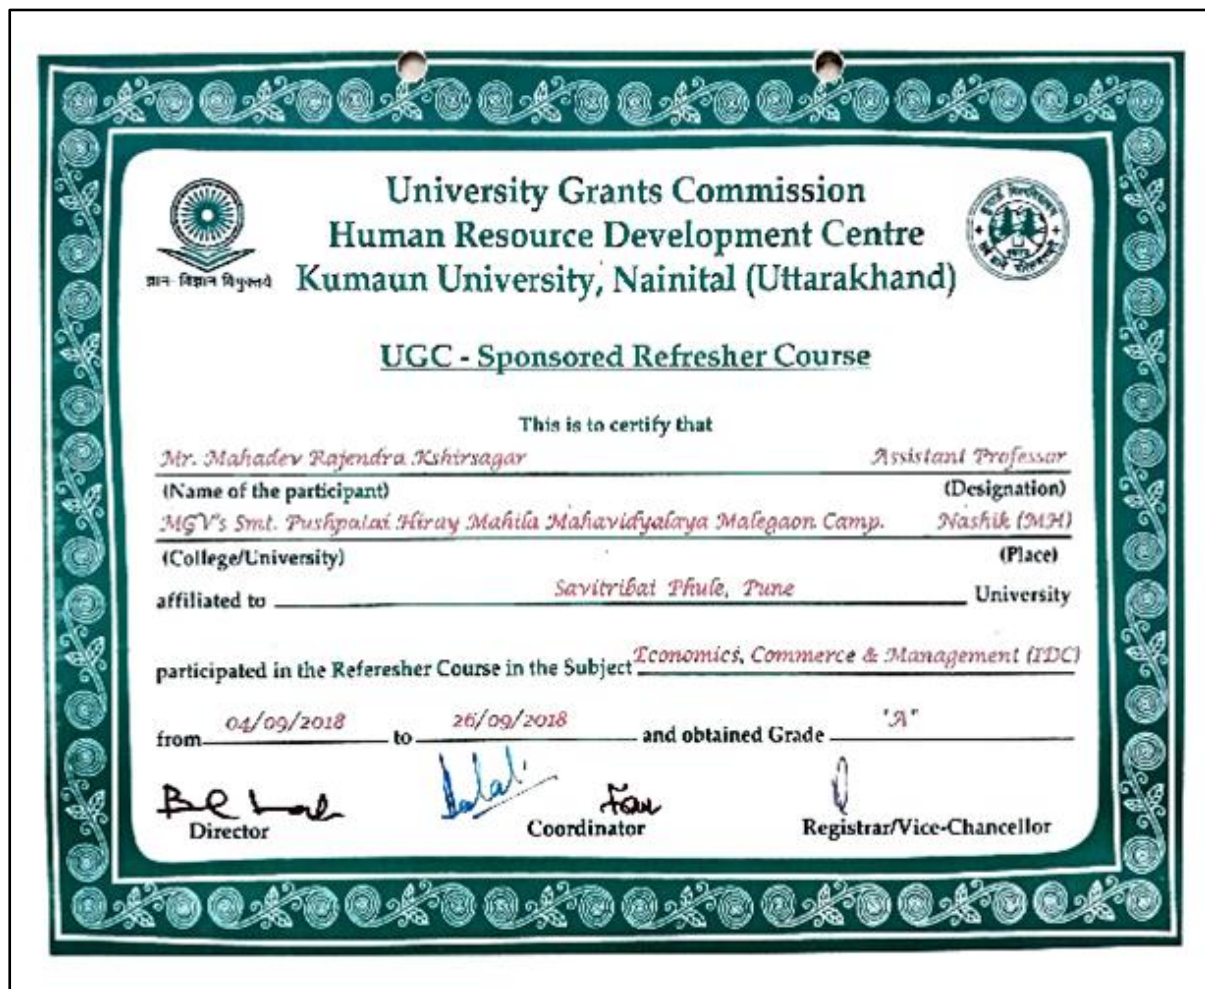 University Grants Commission
Human Resource Development Centre
Kumaun University, Nainital (Uttarakhand)
ज्ञान-विज्ञान विमुक्तये
UGC - Sponsored Refresher Course
This is to certify that
Mr. Mahadev Rajendra Kshirsagar Assistant Professor
(Name of the participant) (Designation)
MGV's Smt. Pushpatai Hiray Mahila Mahavidyalaya Malegaon Camp. Nashik (MH)
(College/University) (Place)
affiliated to Savitribai Phule, Pune University
participated in the Referesher Course in the Subject Economics, Commerce & Management (IDC)
from 04/09/2018 to 26/09/2018 and obtained Grade "A"
Director Coordinator Registrar/Vice-Chancellor